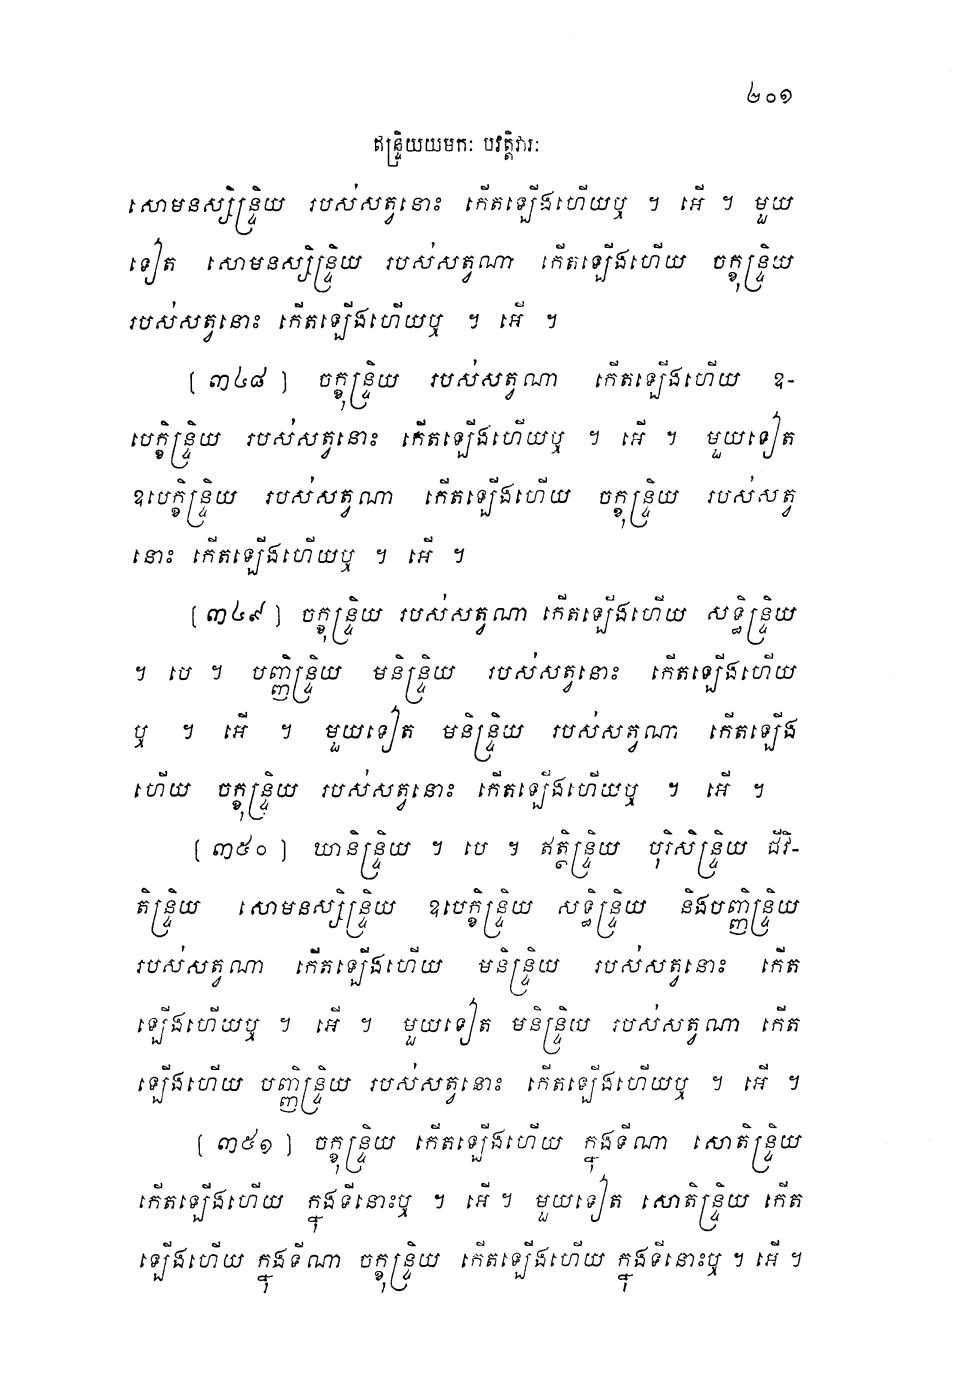 ២០១
ឥន្ទ្រិយយមកៈ បវត្តិវារៈ
សោមនស្សិន្ទ្រិយ របស់សត្វនោះ កើតឡើងហើយឬ ។ អើ ។ មួយ
ទៀត សោមនស្សិន្ទ្រិយ របស់សត្វណា កើតឡើងហើយ ចក្ខុន្ទ្រិយ
របស់សត្វនោះ កើតឡើងហើយឬ ។ អើ ។
(៣៤៨) ចក្ខុន្ទ្រិយ របស់សត្វណា កើតឡើងហើយ ឧ-
បេក្ខិន្ទ្រិយ របស់សត្វនោះ កើតឡើងហើយឬ ។ អើ ។ មួយទៀត
ឧបេក្ខិន្ទ្រិយ របស់សត្វណា កើតឡើងហើយ ចក្ខុន្ទ្រិយ របស់សត្វ
នោះ កើតឡើងហើយឬ ។ អើ ។
(៣៤៩) ចក្ខុន្ទ្រិយ របស់សត្វណា កើតឡើងហើយ សទ្ធិន្ទ្រិយ
។ បេ ។ បញ្ញិន្ទ្រិយ មនិន្ទ្រិយ របស់សត្វនោះ កើតឡើងហើយ
ឬ ។ អើ ។ មួយទៀត មនិន្ទ្រិយ របស់សត្វណា កើតឡើង
ហើយ ចក្ខុន្ទ្រិយ របស់សត្វនោះ កើតឡើងហើយឬ ។ អើ ។
(៣៥០) ឃានិន្ទ្រិយ ។ បេ ។ ឥត្ថិន្ទ្រិយ បុរិសិន្ទ្រិយ ជីវិ-
តិន្ទ្រិយ សោមនស្សិន្ទ្រិយ ឧបេក្ខិន្ទ្រិយ សទ្ធិន្ទ្រិយ និងបញ្ញិន្ទ្រិយ
របស់សត្វណា កើតឡើងហើយ មនិន្ទ្រិយ របស់សត្វនោះ កើត
ឡើងហើយឬ ។ អើ ។ មួយទៀត មនិន្ទ្រិយ របស់សត្វណា កើត
ឡើងហើយ បញ្ញិន្ទ្រិយ របស់សត្វនោះ កើតឡើងហើយឬ ។ អើ ។
(៣៥១) ចក្ខុន្ទ្រិយ កើតឡើងហើយ ក្នុងទីណា សោតិន្ទ្រិយ
កើតឡើងហើយ ក្នុងទីនោះឬ ។ អើ ។ មួយទៀត សោតិន្ទ្រិយ កើត
ឡើងហើយ ក្នុងទីណា ចក្ខុន្ទ្រិយ កើតឡើងហើយ ក្នុងទីនោះឬ ។ អើ ។